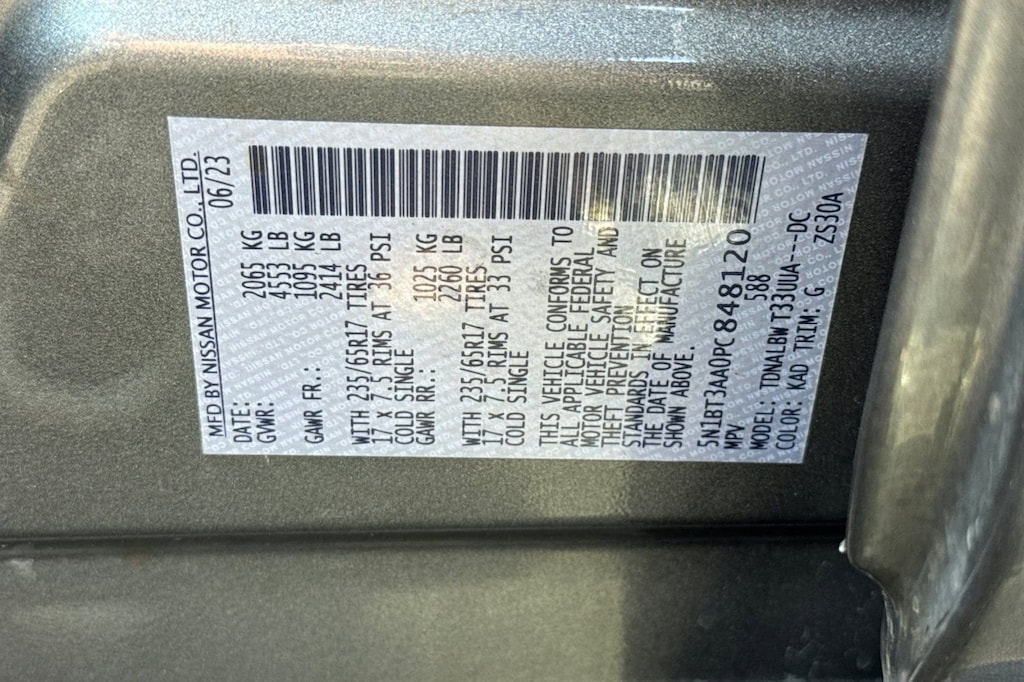 MFD BY NISSAN MOTOR CO., LTD.
DATE: 06/23
GVWR: 2065 KG
4553 LB
GAWR FR.: 1095 KG
2414 LB
WITH 235/65R17 TIRES
17 X 7.5 RIMS AT 36 PSI
COLD SINGLE
GAWR RR.: 1025 KG
2260 LB
WITH 235/65R17 TIRES
17 X 7.5 RIMS AT 33 PSI
COLD SINGLE
THIS VEHICLE CONFORMS TO
ALL APPLICABLE FEDERAL
MOTOR VEHICLE SAFETY AND
THEFT PREVENTION
STANDARDS IN EFFECT ON
THE DATE OF MANUFACTURE
SHOWN ABOVE.
5N1BT3AA0PC848120
MPV 588
MODEL: TDNALBW T33UUA---DC
COLOR: KAD TRIM: G ZS30A